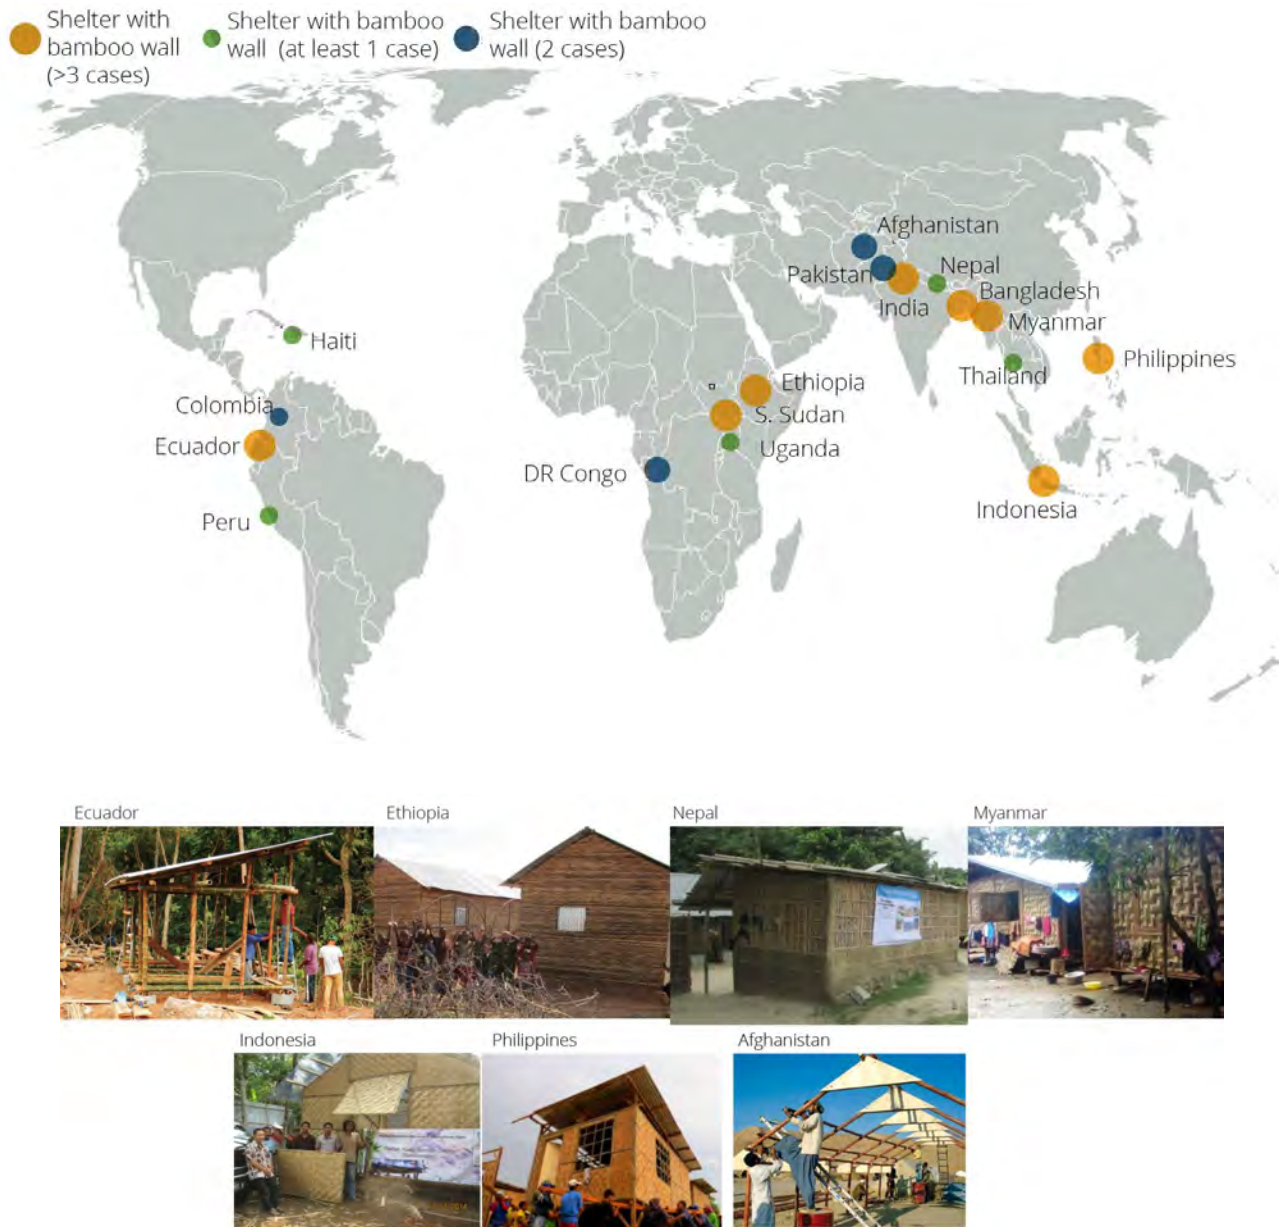 Shelter with
bamboo wall
(>3 cases)
Shelter with bamboo
wall (at least 1 case)
Shelter with bamboo
wall (2 cases)
Afghanistan
Pakistan
Nepal
India
Bangladesh
Myanmar
Philippines
Thailand
Haiti
Colombia
Ecuador
Peru
Ethiopia
S. Sudan
Uganda
DR Congo
Indonesia
Ecuador
Ethiopia
Nepal
Myanmar
Indonesia
Philippines
Afghanistan